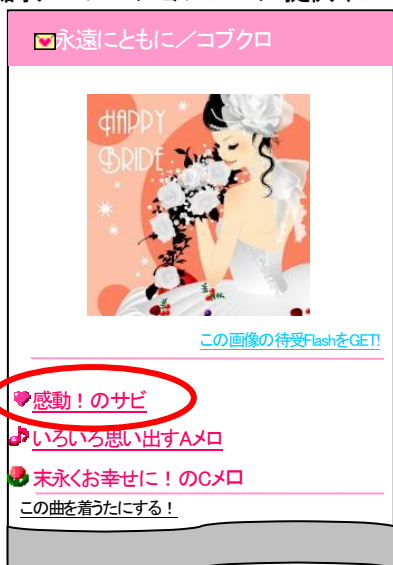 永遠にともに／コブクロ
HAPPY
BRIDE
この画像の待受FlashをGET!
感動！のサビ
いろいろ思い出すAメロ
末永くお幸せに！のCメロ
この曲を着うたにする！